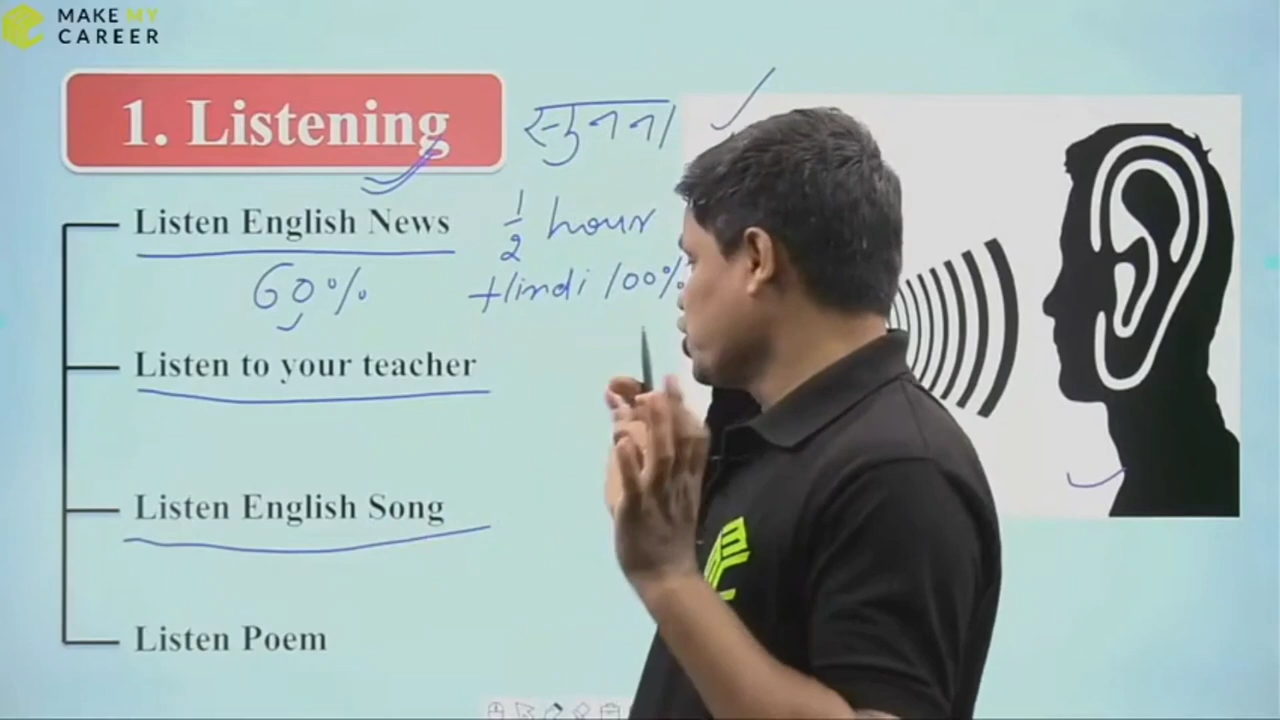 MAKE MY
CAREER
1. Listening
सुनना
Listen English News
1/2 hour
60%
Hindi 100%
Listen to your teacher
Listen English Song
Listen Poem